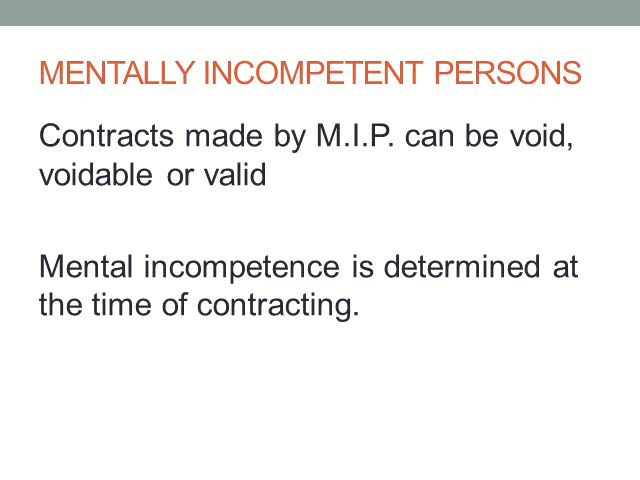 MENTALLY INCOMPETENT PERSONS
Contracts made by M.I.P. can be void,
voidable or valid
Mental incompetence is determined at
the time of contracting.